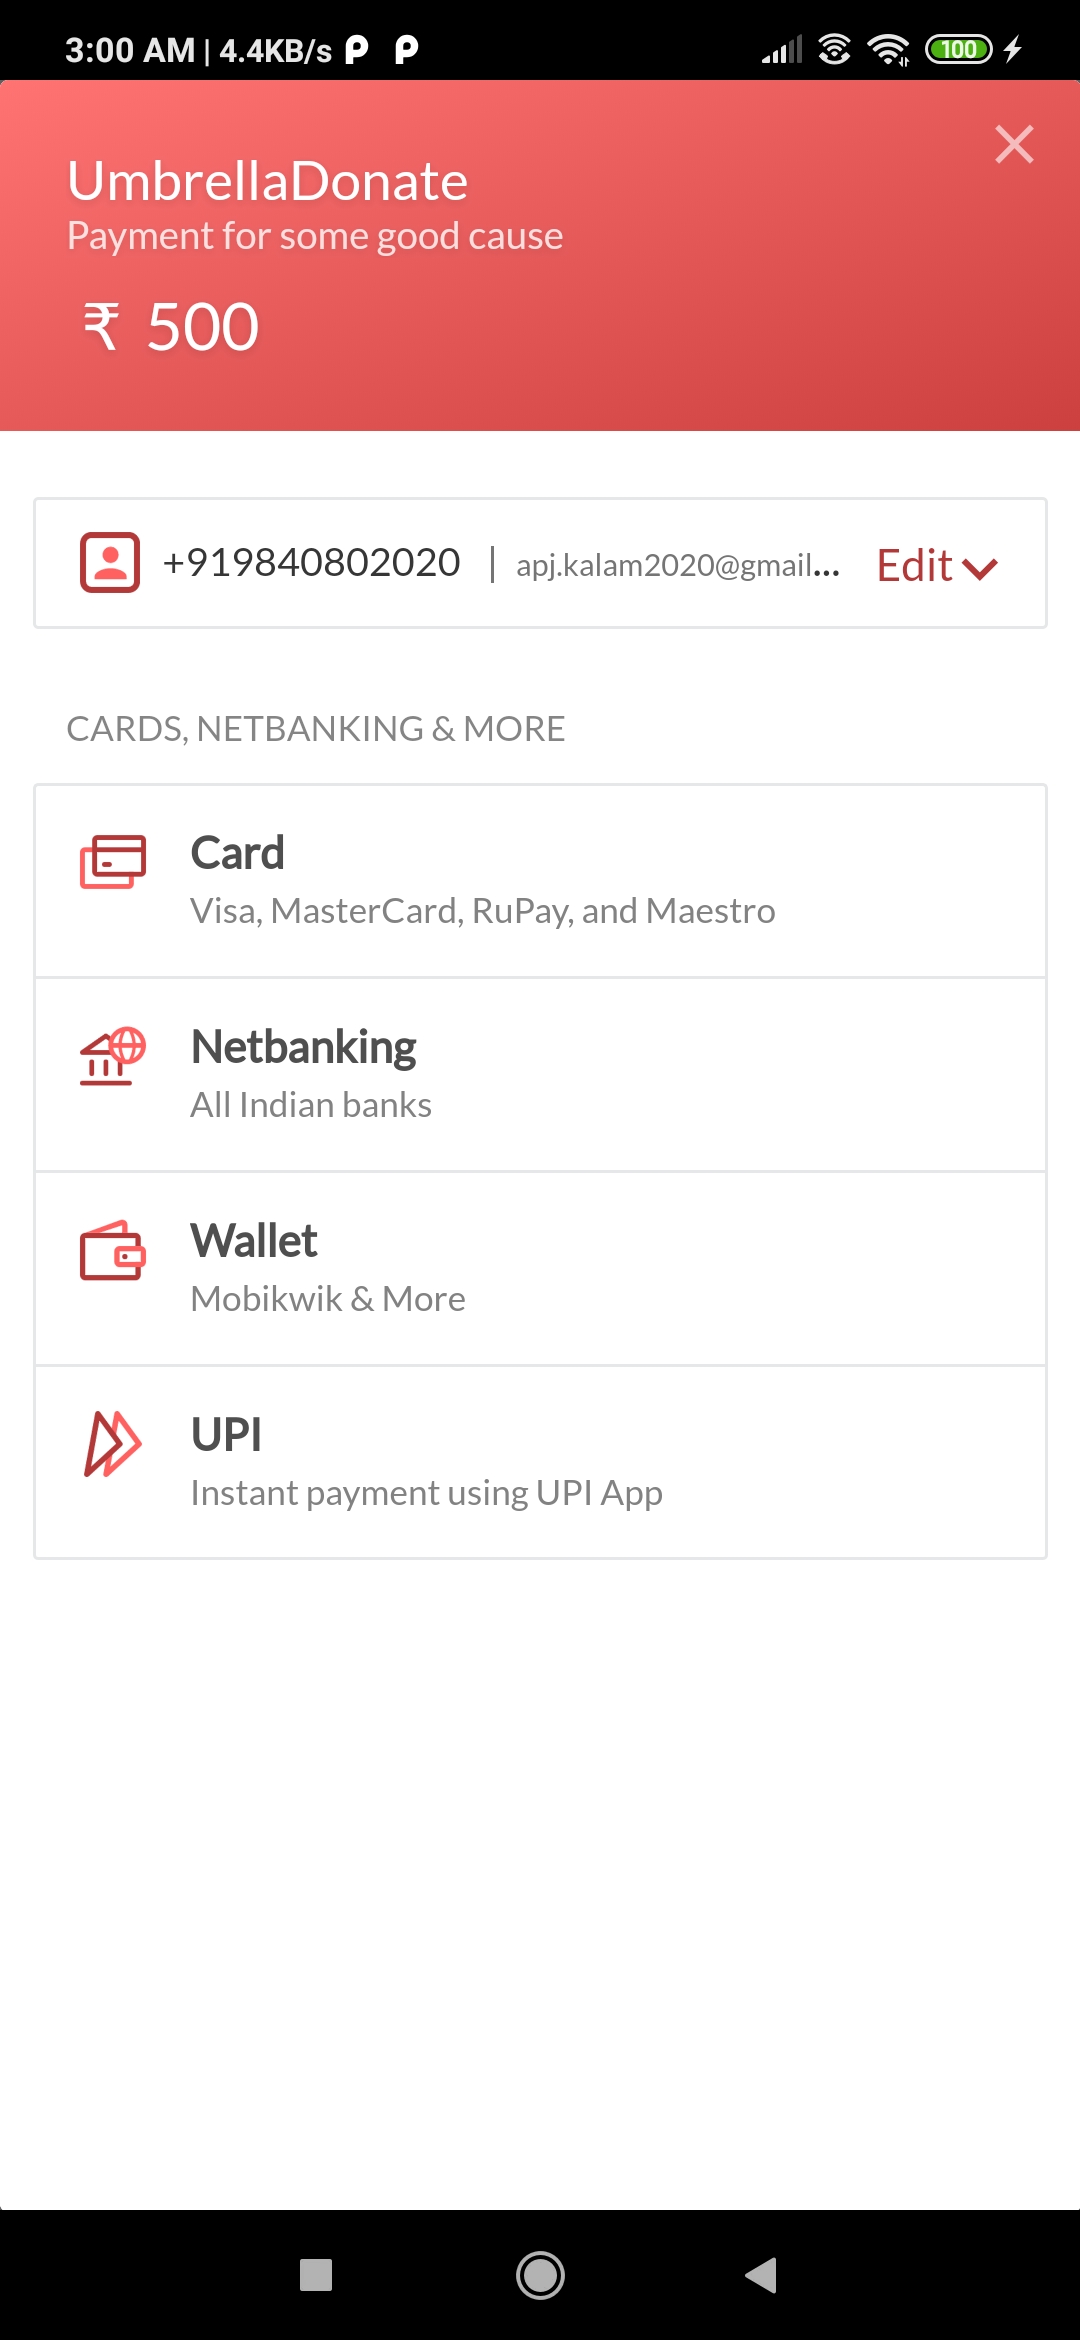 3:00 AM | 4.4KB/s
100
UmbrellaDonate
Payment for some good cause
₹ 500
+919840802020 | apj.kalam2020@gmail... Edit
CARDS, NETBANKING & MORE
Card
Visa, MasterCard, RuPay, and Maestro
Netbanking
All Indian banks
Wallet
Mobikwik & More
UPI
Instant payment using UPI App